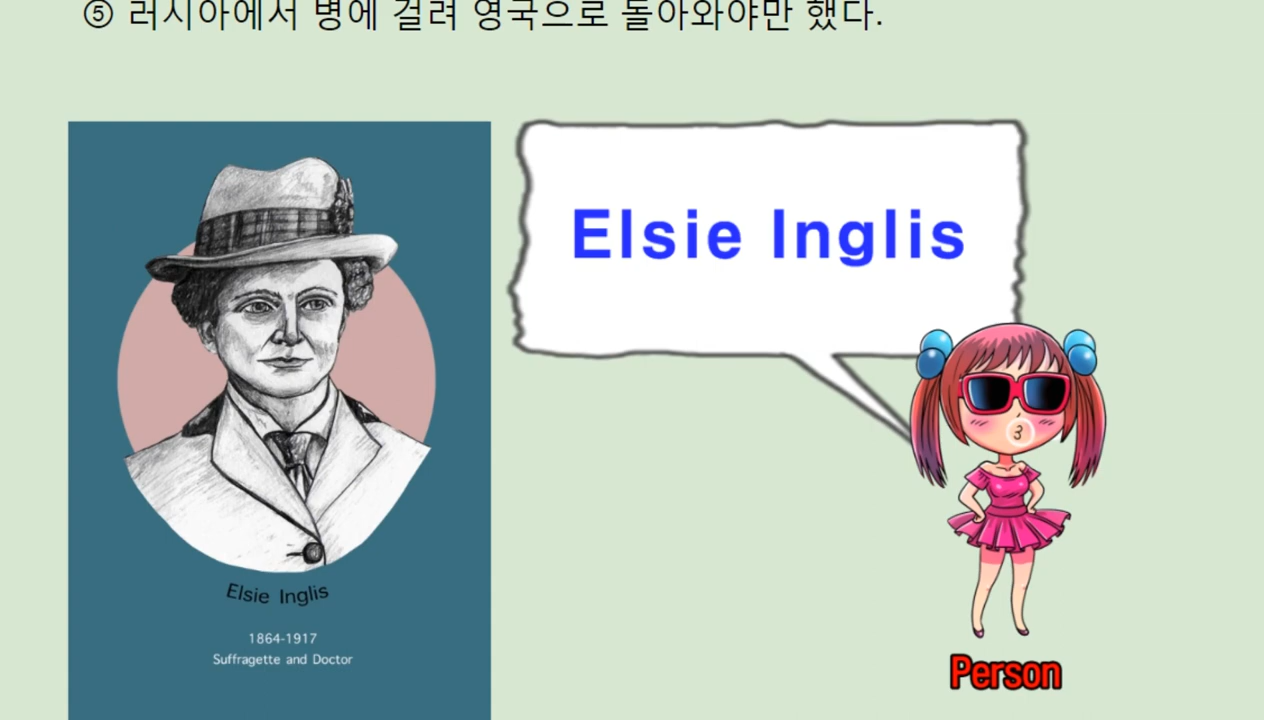 ⑤ 러시아에서 병에 걸려 영국으로 돌아와야만 했다.
Elsie Inglis
Elsie Inglis
1864-1917
Suffragette and Doctor
Person